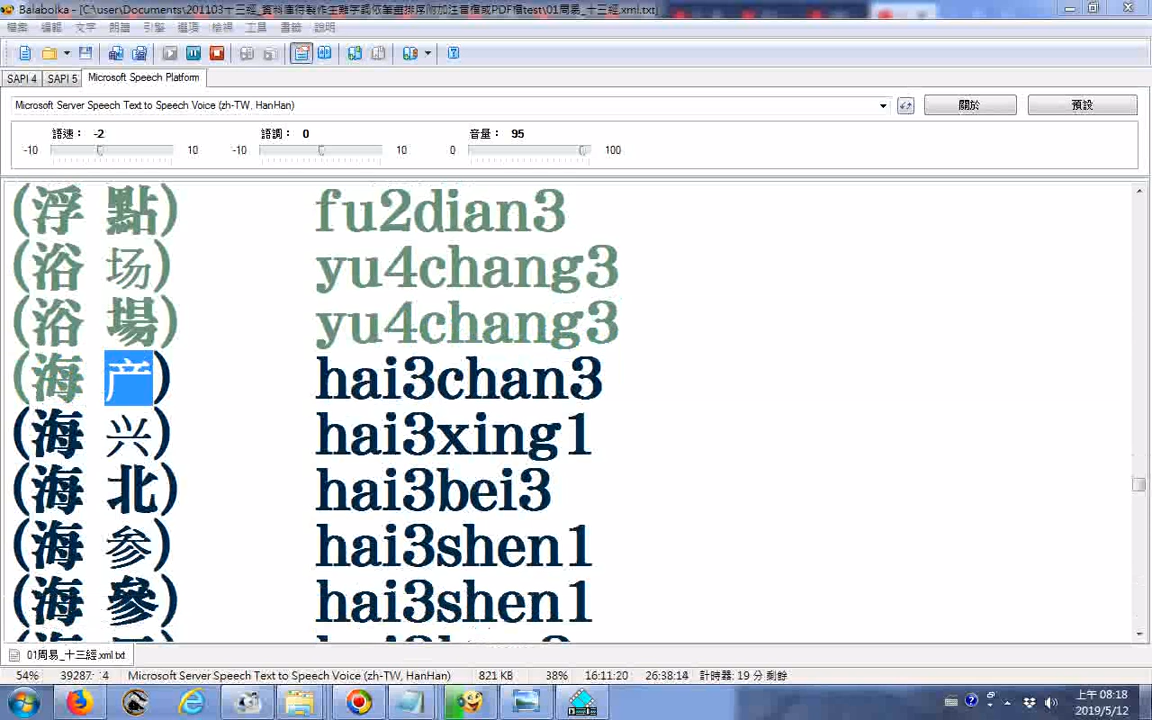 Balabolka - [C:\user\Documents\201103十三經_資料庫待製作生難字詞依筆畫排序附加注音檔或PDF檔test\01周易_十三經.xml.txt]
檔案 編輯 文字 朗讀 引擎 選項 檢視 工具 書籤 說明
SAPI 4 SAPI 5 Microsoft Speech Platform
Microsoft Server Speech Text to Speech Voice (zh-TW, HanHan) 關於 預設
語速： -2 語調： 0 音量： 95
-10 10 -10 10 0 100
(浮 點) fu2dian3
(浴 场) yu4chang3
(浴 場) yu4chang3
(海 产) hai3chan3
(海 兴) hai3xing1
(海 北) hai3bei3
(海 参) hai3shen1
(海 參) hai3shen1
01周易_十三經.xml.txt
54% 39287: 4 Microsoft Server Speech Text to Speech Voice (zh-TW, HanHan) 821 KB 38% 16:11:20 26:38:14 計時器: 19 分 剩餘
上午 08:18
2019/5/12